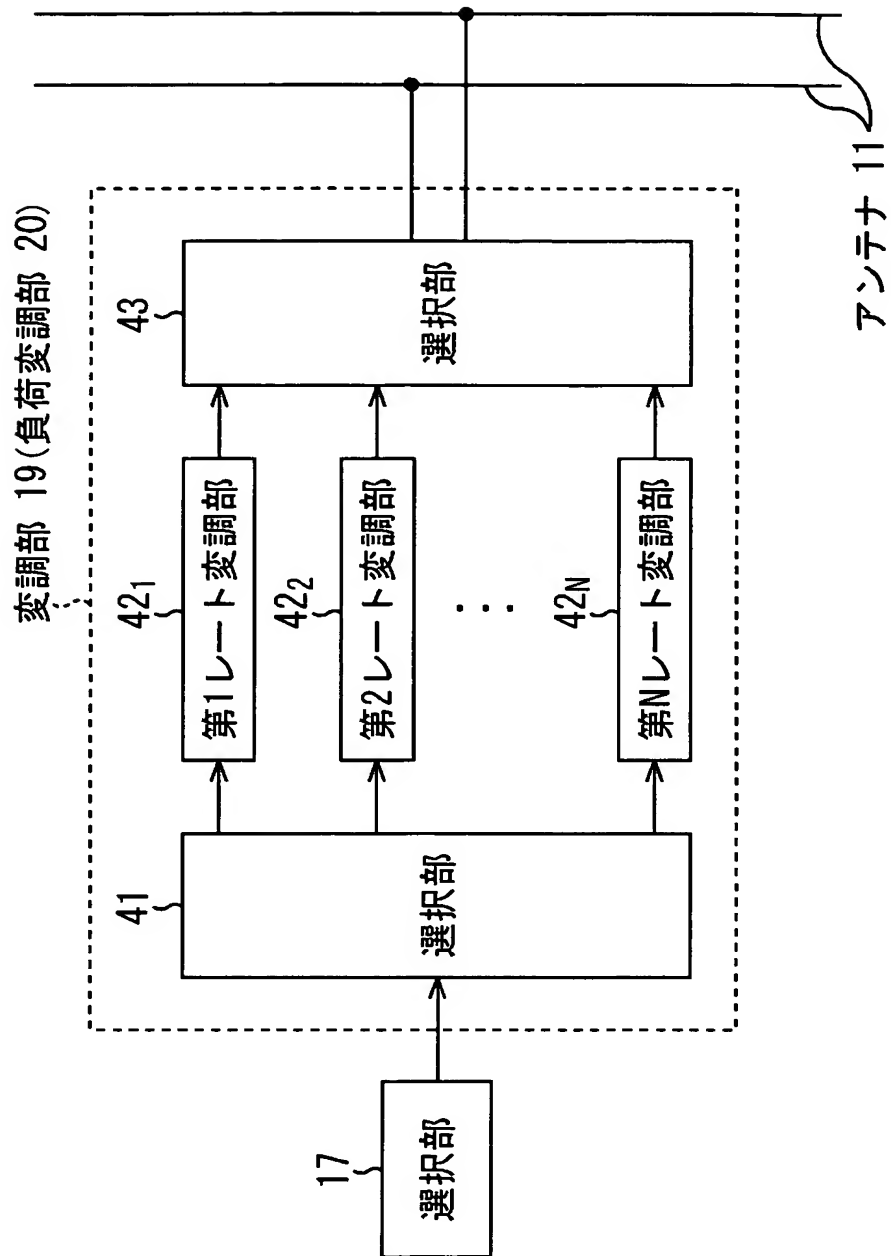 変調部 19(負荷変調部 20)
17
選択部
41
選択部
42₁
第1レート変調部
42₂
第2レート変調部
・・・
42N
第Nレート変調部
43
選択部
アンテナ 11